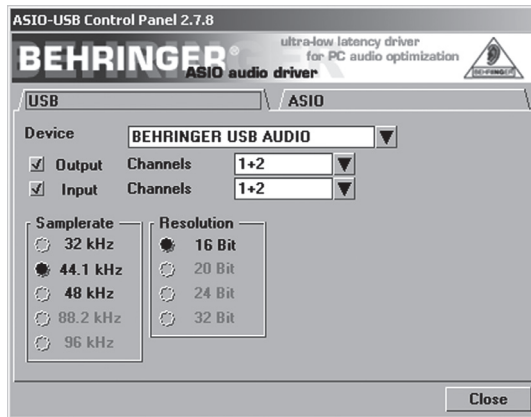 ASIO-USB Control Panel 2.7.8
BEHRINGER®
ultra-low latency driver
for PC audio optimization
ASIO audio driver
BEHRINGER
USB
ASIO
Device BEHRINGER USB AUDIO
Output Channels 1+2
Input Channels 1+2
Samplerate
32 kHz
44.1 kHz
48 kHz
88.2 kHz
96 kHz
Resolution
16 Bit
20 Bit
24 Bit
32 Bit
Close